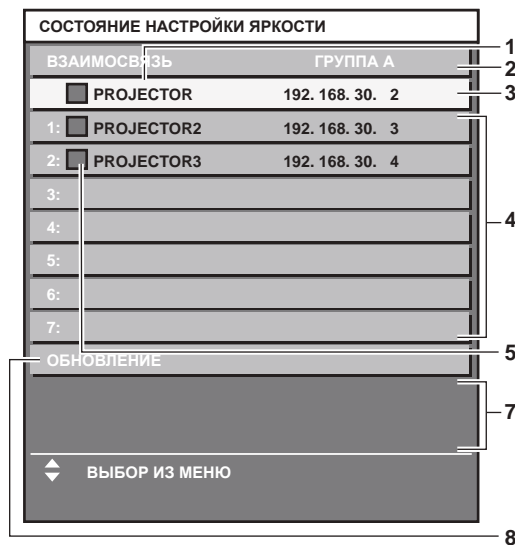 СОСТОЯНИЕ НАСТРОЙКИ ЯРКОСТИ
ВЗАИМОСВЯЗЬ ГРУППА A
PROJECTOR 192. 168. 30. 2
1: PROJECTOR2 192. 168. 30. 3
2: PROJECTOR3 192. 168. 30. 4
3:
4:
5:
6:
7:
ОБНОВЛЕНИЕ
ВЫБОР ИЗ МЕНЮ
1
2
3
4
5
7
8